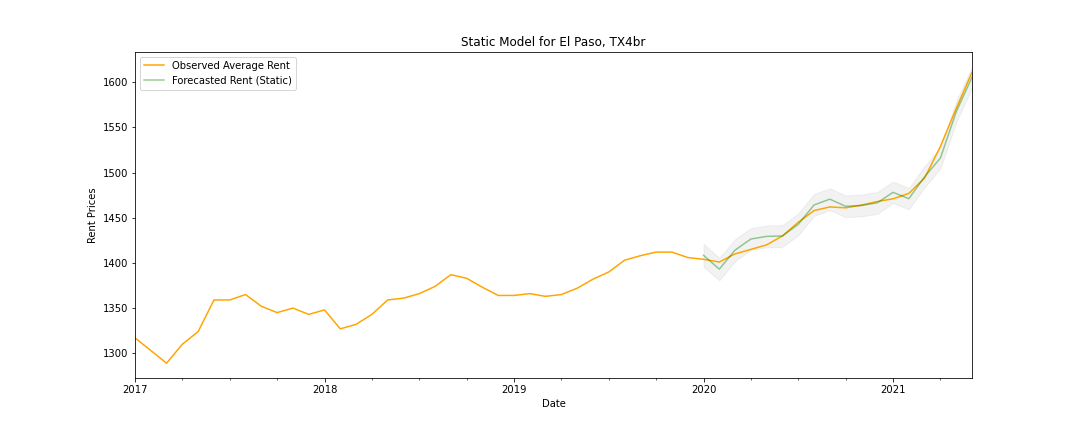 Static Model for El Paso, TX4br
Observed Average Rent
Forecasted Rent (Static)
Rent Prices
1600
1550
1500
1450
1400
1350
1300
2017 2018 2019 2020 2021
Date